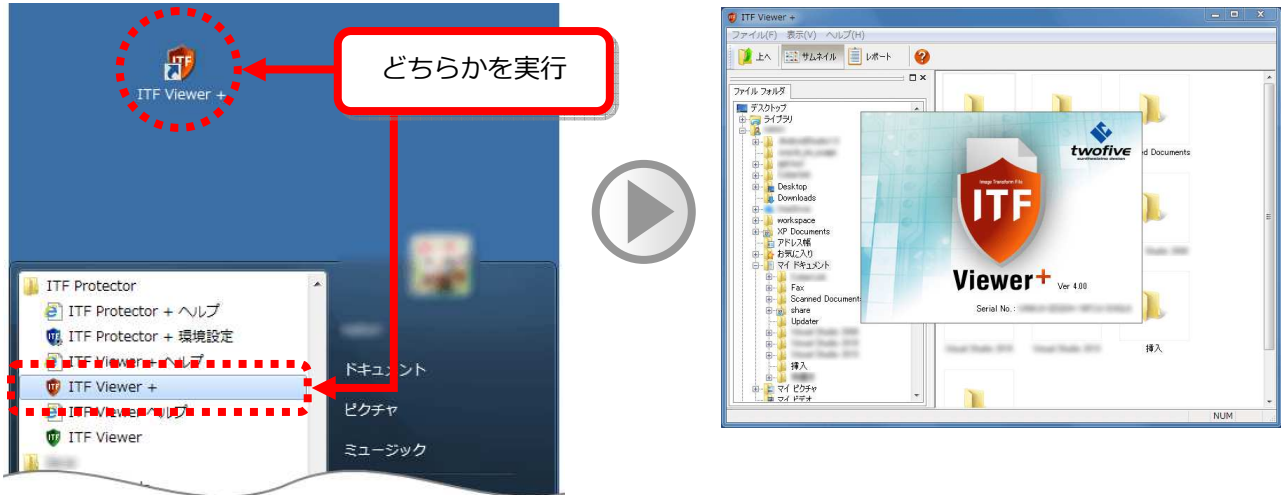 ITF
ITF Viewer +
どちらかを実行
ITF Protector
ITF Protector + ヘルプ
ITF Protector + 環境設定
ITF Viewer + ヘルプ
ITF Viewer +
ITF Viewer ヘルプ
ITF Viewer
ドキュメント
ピクチャ
ミュージック
ITF Viewer +
ファイル(F) 表示(V) ヘルプ(H)
上へ サムネイル レポート
ファイル フォルダ
デスクトップ
ライブラリ
Desktop
Downloads
workspace
XP Documents
アドレス帳
お気に入り
マイ ドキュメント
Fax
Scanned Document
share
Updater
挿入
マイ ピクチャ
マイ ビデオ
d Documents
twofive
Image Transform File
ITF
Viewer+ Ver 4.00
Serial No. :
挿入
NUM